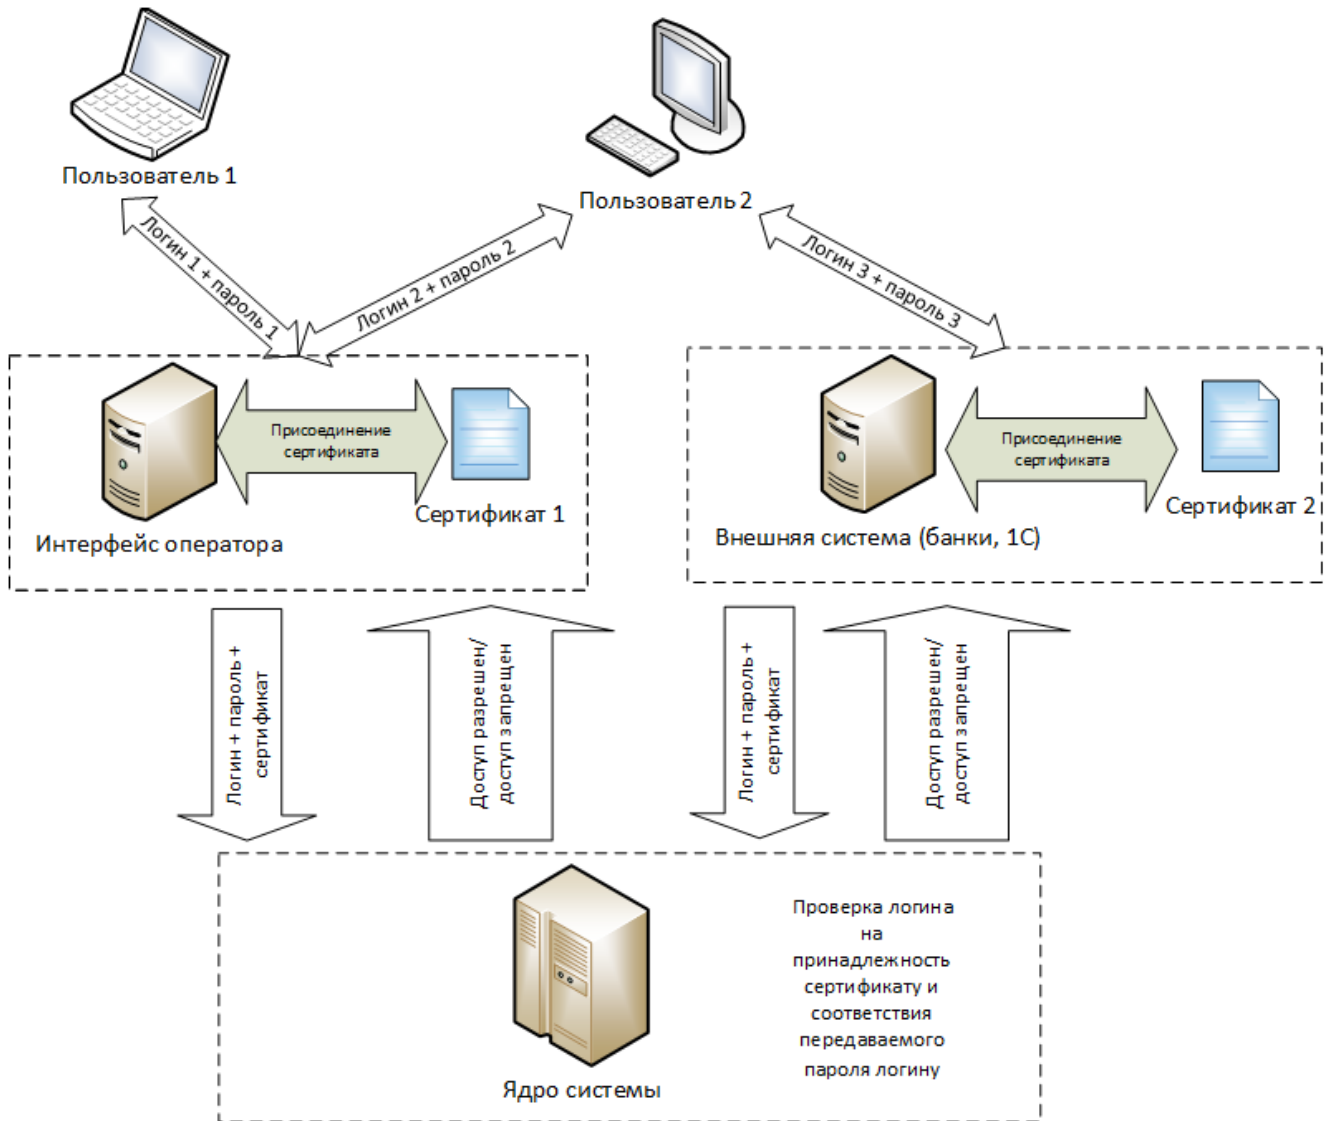 Пользователь 1
Пользователь 2
Логин 1 + пароль 1
Логин 2 + пароль 2
Логин 3 + пароль 3
Присоединение
сертификата
Сертификат 1
Интерфейс оператора
Присоединение
сертификата
Сертификат 2
Внешняя система (банки, 1С)
Логин + пароль +
сертификат
Доступ разрешен/
доступ запрещен
Логин + пароль +
сертификат
Доступ разрешен/
доступ запрещен
Проверка логина
на
принадлежность
сертификату и
соответствия
передаваемого
пароля логину
Ядро системы